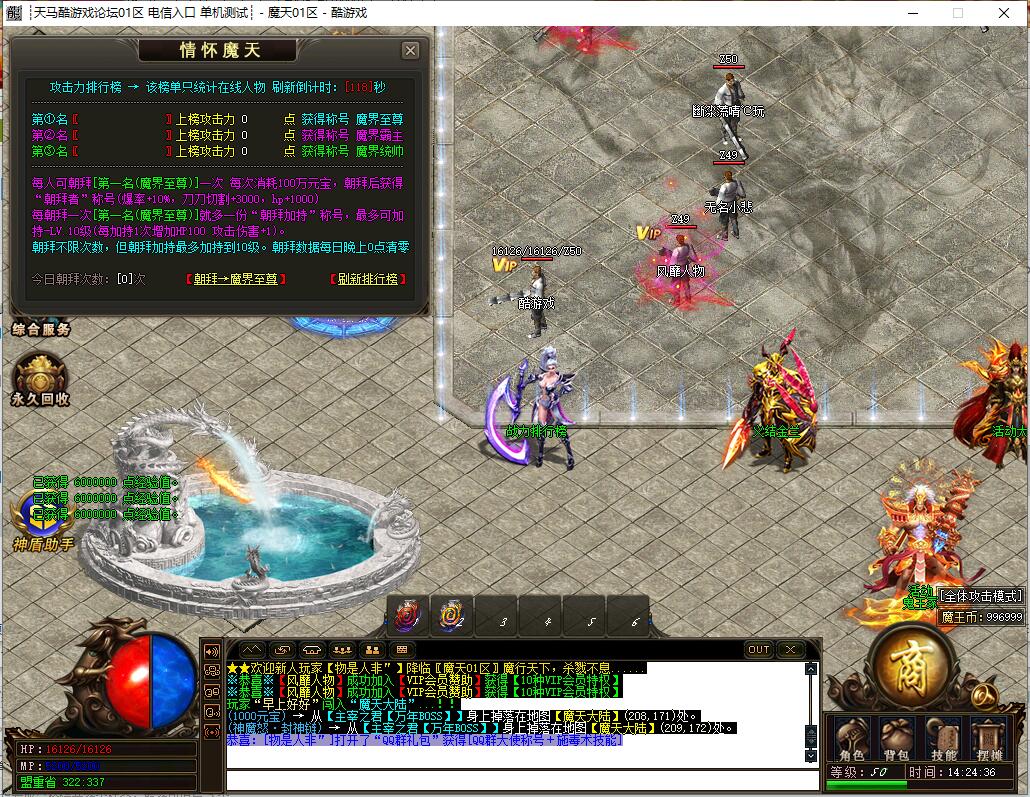 天马酷游戏论坛01区 电信入口 单机测试 - 魔天01区 - 酷游戏
情怀魔天
攻击力排行榜 → 该榜单只统计在线人物 刷新倒计时:【118】秒
第①名〖 〗上榜攻击力 0 点 获得称号 魔界至尊
第②名〖 〗上榜攻击力 0 点 获得称号 魔界霸主
第③名〖 〗上榜攻击力 0 点 获得称号 魔界统帅
每人可朝拜[第一名(魔界至尊)]一次 每次消耗100万元宝，朝拜后获得
“朝拜者”称号(爆率+10%，刀刀切割+3000，hp+1000)
每朝拜一次[第一名(魔界至尊)]就多一份“朝拜加持”称号，最多可加
持-LV 10级(每加持1次增加HP100 攻击伤害+1)。
朝拜不限次数，但朝拜加持最多加持到10级。朝拜数据每日晚上0点清零
今日朝拜次数：[0]次 【朝拜→魔界至尊】 【刷新排行榜】
Z50
Z49
无名小悲
Z49
VIP
风靡人物
16126/16126/Z50
VIP
酷游戏
综合服务
永久回收
战力排行榜
义结金兰
活动大
已获得 6000000 点经验值。
已获得 6000000 点经验值。
已获得 6000000 点经验值。
神盾助手
活动
[全体攻击模式]
魔王币：996999
1 2 3 4 5 6
OUT
★★欢迎新人玩家【物是人非”】降临〖魔天01区〗魔行天下，杀戮不息......
※恭喜※【风靡人物】成功加入【VIP会员赞助】获得【10种VIP会员特权】
※恭喜※【风靡人物】成功加入【VIP会员赞助】获得【10种VIP会员特权】
玩家“早上好好”闯入“魔天大陆”...！！
(1000元宝) → 从【主宰之君【万年BOSS】】身上掉落在地图【魔天大陆】(208,171)处。
(神魔悐·封神链) → 从【主宰之君【万年BOSS】】身上掉落在地图【魔天大陆】(209,172)处。
恭喜：[物是人非”]打开了“QQ群礼包”获得[QQ群大使称号＋施毒术技能]
商
HP:16126/16126
MP:
盟重省 322:337
角色 背包 技能 摆摊
等级：50 时间：14:24:36